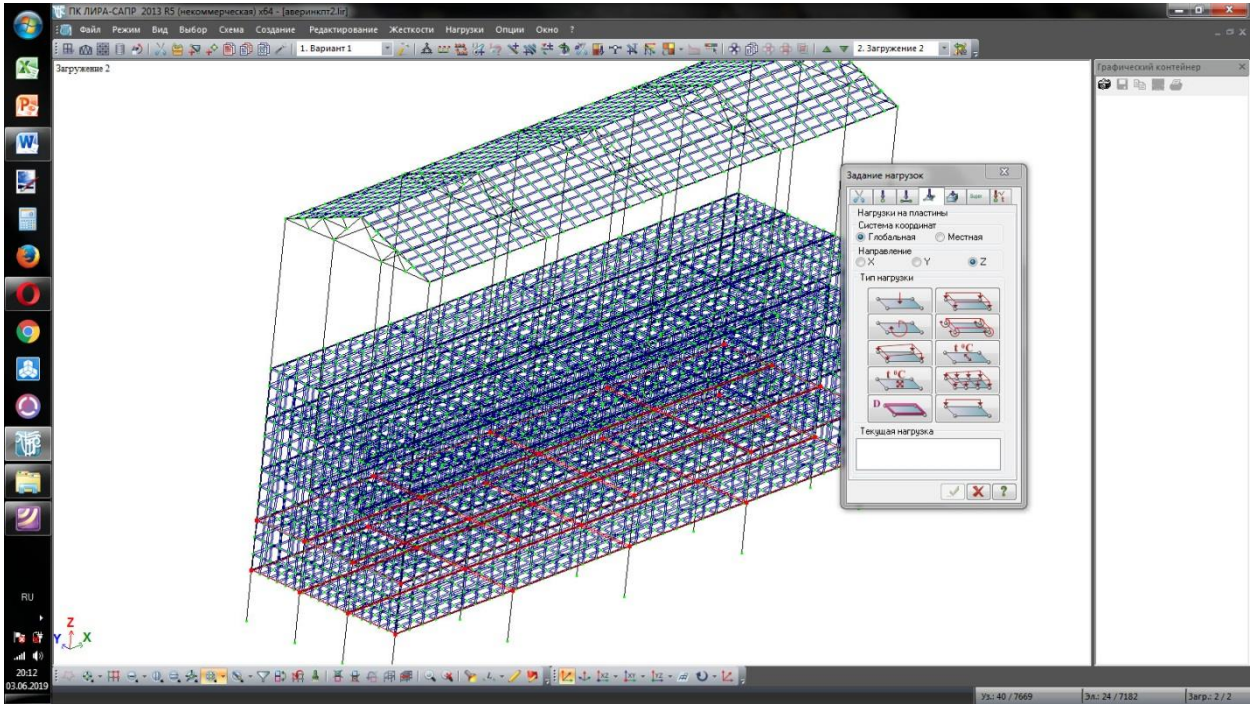 ПК ЛИРА-САПР 2013 R5 (некоммерческая) x64 - [аверинкпт2.lir]
Файл Режим Вид Выбор Схема Создание Редактирование Жесткости Нагрузки Опции Окно ?
1. Вариант 1 2. Загружение 2
Загружение 2
Графический контейнер
Задание нагрузок
Нагрузки на пластины
Система координат
Глобальная Местная
Направление
X Y Z
Тип нагрузки
t °C
t °C
D
Текущая нагрузка
?
RU
Z
Y X
20:12
03.06.2019
Уз.: 40 / 7669 Эл.: 24 / 7182 Загр.: 2 / 2